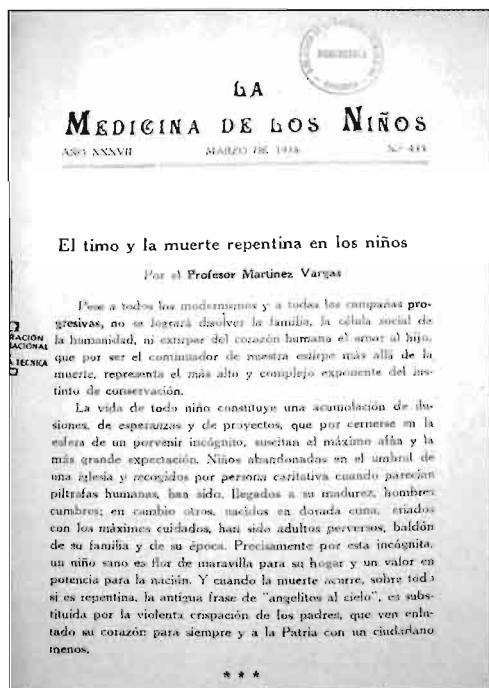 LA
MEDICINA DE LOS NIÑOS
AÑO XXXVII MARZO DE 1936 N.º
El timo y la muerte repentina en los niños
Por el Profesor Martínez Vargas
Pese a todos los modernismos y a todas las campañas pro-
gresivas, no se logrará disolver la familia, la célula social de
la humanidad, ni extirpar del corazón humano el amor al hijo,
que por ser el continuador de nuestra estirpe más allá de la
muerte, representa el más alto y complejo exponente del ins-
tinto de conservación.
La vida de todo niño constituye una acumulación de ilu-
siones, de esperanzas y de proyectos, que por cernerse en la
esfera de un porvenir incógnito, suscitan el máximo afán y la
más grande expectación. Niños abandonados en el umbral de
una iglesia y recogidos por persona caritativa cuando parecían
piltrafas humanas, han sido, llegados a su madurez, hombres
cumbres; en cambio otros, nacidos en dorada cuna, criados
con los máximos cuidados, han sido adultos perversos, baldón
de su familia y de su época. Precisamente por esta incógnita,
un niño sano es flor de maravilla para su hogar y un valor en
potencia para la nación. Y cuando la muerte ocurre, sobre todo
si es repentina, la antigua frase de "angelitos al cielo", es subs-
tituída por la violenta crispación de los padres, que ven enlu-
tado su corazón para siempre y a la Patria con un ciudadano
menos.
* * *
RACIÓN
ACIONAL
A TECNICA